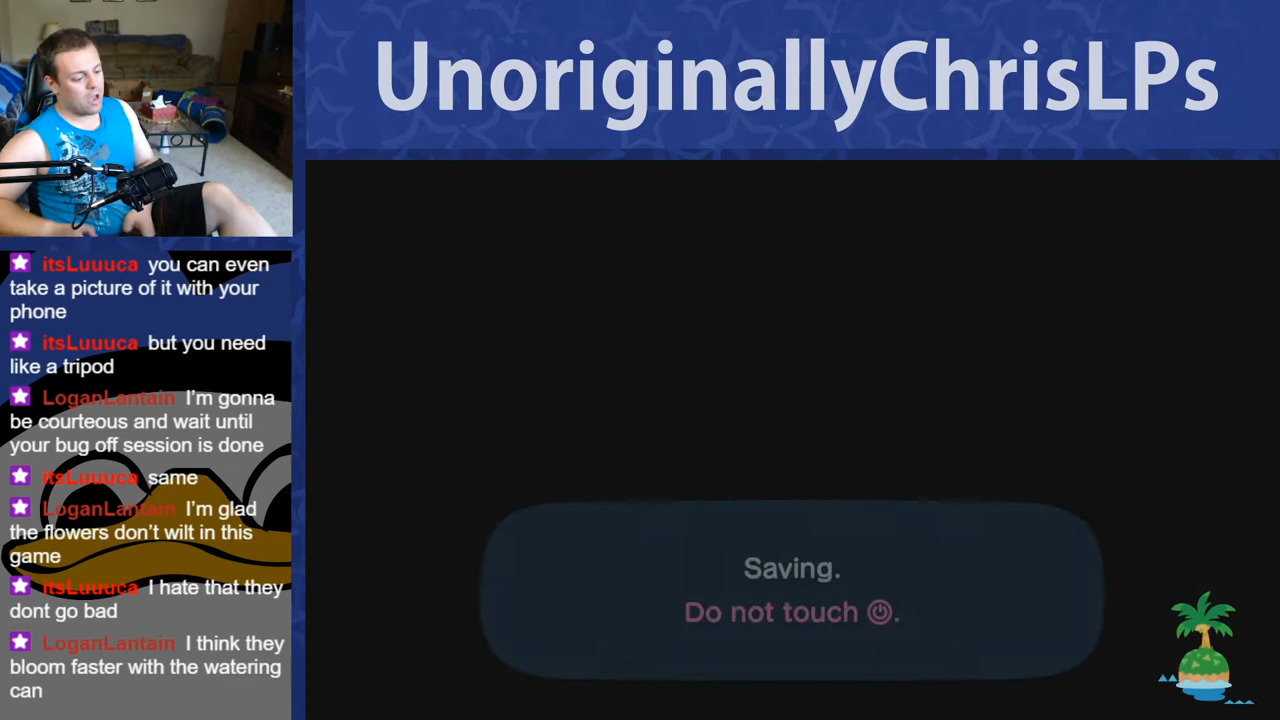 UnoriginallyChrisLPs
itsLuuuca you can even
take a picture of it with your
phone
itsLuuuca but you need
like a tripod
LoganLantain I'm gonna
be courteous and wait until
your bug off session is done
itsLuuuca same
LoganLantain I'm glad
the flowers don't wilt in this
game
itsLuuuca I hate that they
dont go bad
LoganLantain I think they
bloom faster with the watering
can
Saving.
Do not touch ⏻.